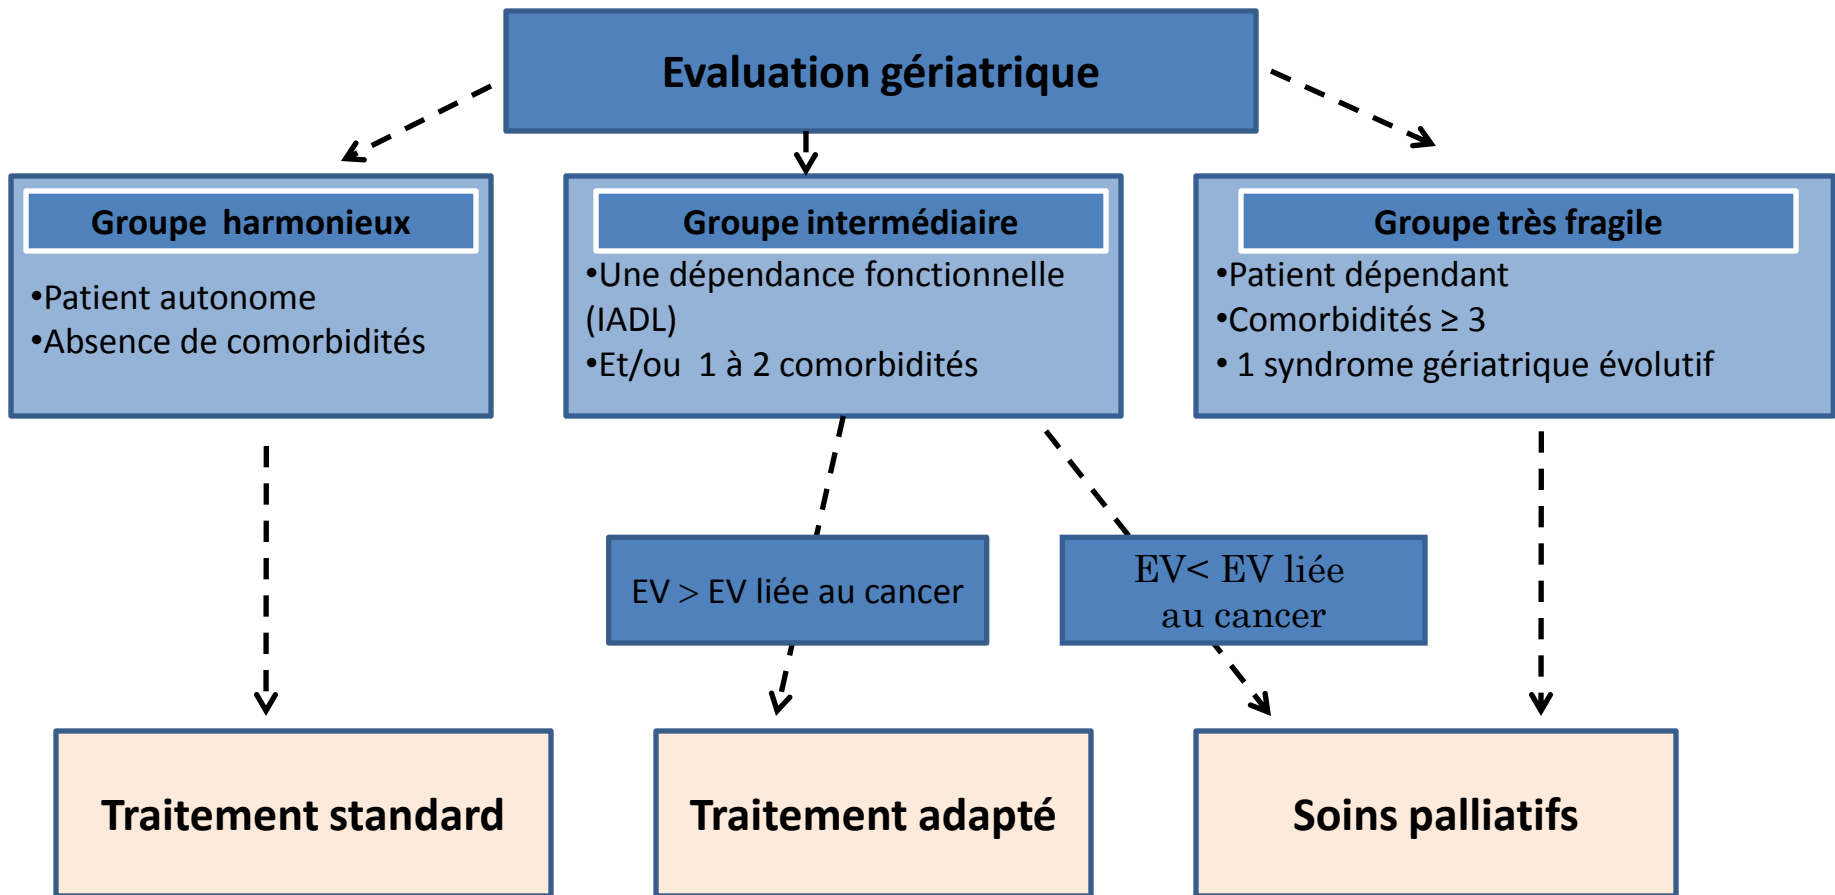 Evaluation gériatrique
Groupe harmonieux
•Patient autonome
•Absence de comorbidités
Groupe intermédiaire
•Une dépendance fonctionnelle
(IADL)
•Et/ou 1 à 2 comorbidités
Groupe très fragile
•Patient dépendant
•Comorbidités ≥ 3
• 1 syndrome gériatrique évolutif
EV > EV liée au cancer
EV< EV liée
au cancer
Traitement standard
Traitement adapté
Soins palliatifs